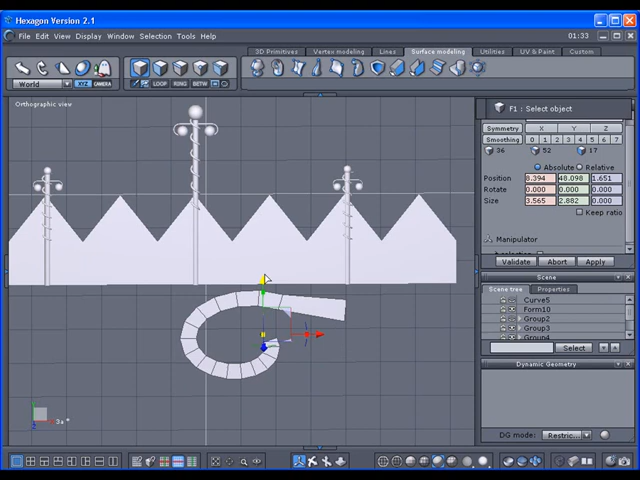 Hexagon Version 2.1
File Edit View Display Window Selection Tools 01:33
3D Primitives Vertex modeling Lines Surface modeling Utilities UV & Paint Custom
World XYZ CAMERA LOOP RING BETW
Orthographic view
F1 : Select object
Symmetry X Y Z
Smoothing 0 1 2 3 4 5 6 7
36 52 17
Absolute Relative
Position 8.394 48.098 1.651
Rotate 0.000 0.000 0.000
Size 3.565 2.882 0.000
Keep ratio
Manipulator
Validate Abort Apply
Scene
Scene tree Properties
Curve5
Form10
Group2
Group3
Group4
Select
Dynamic Geometry
DG mode: Restric...